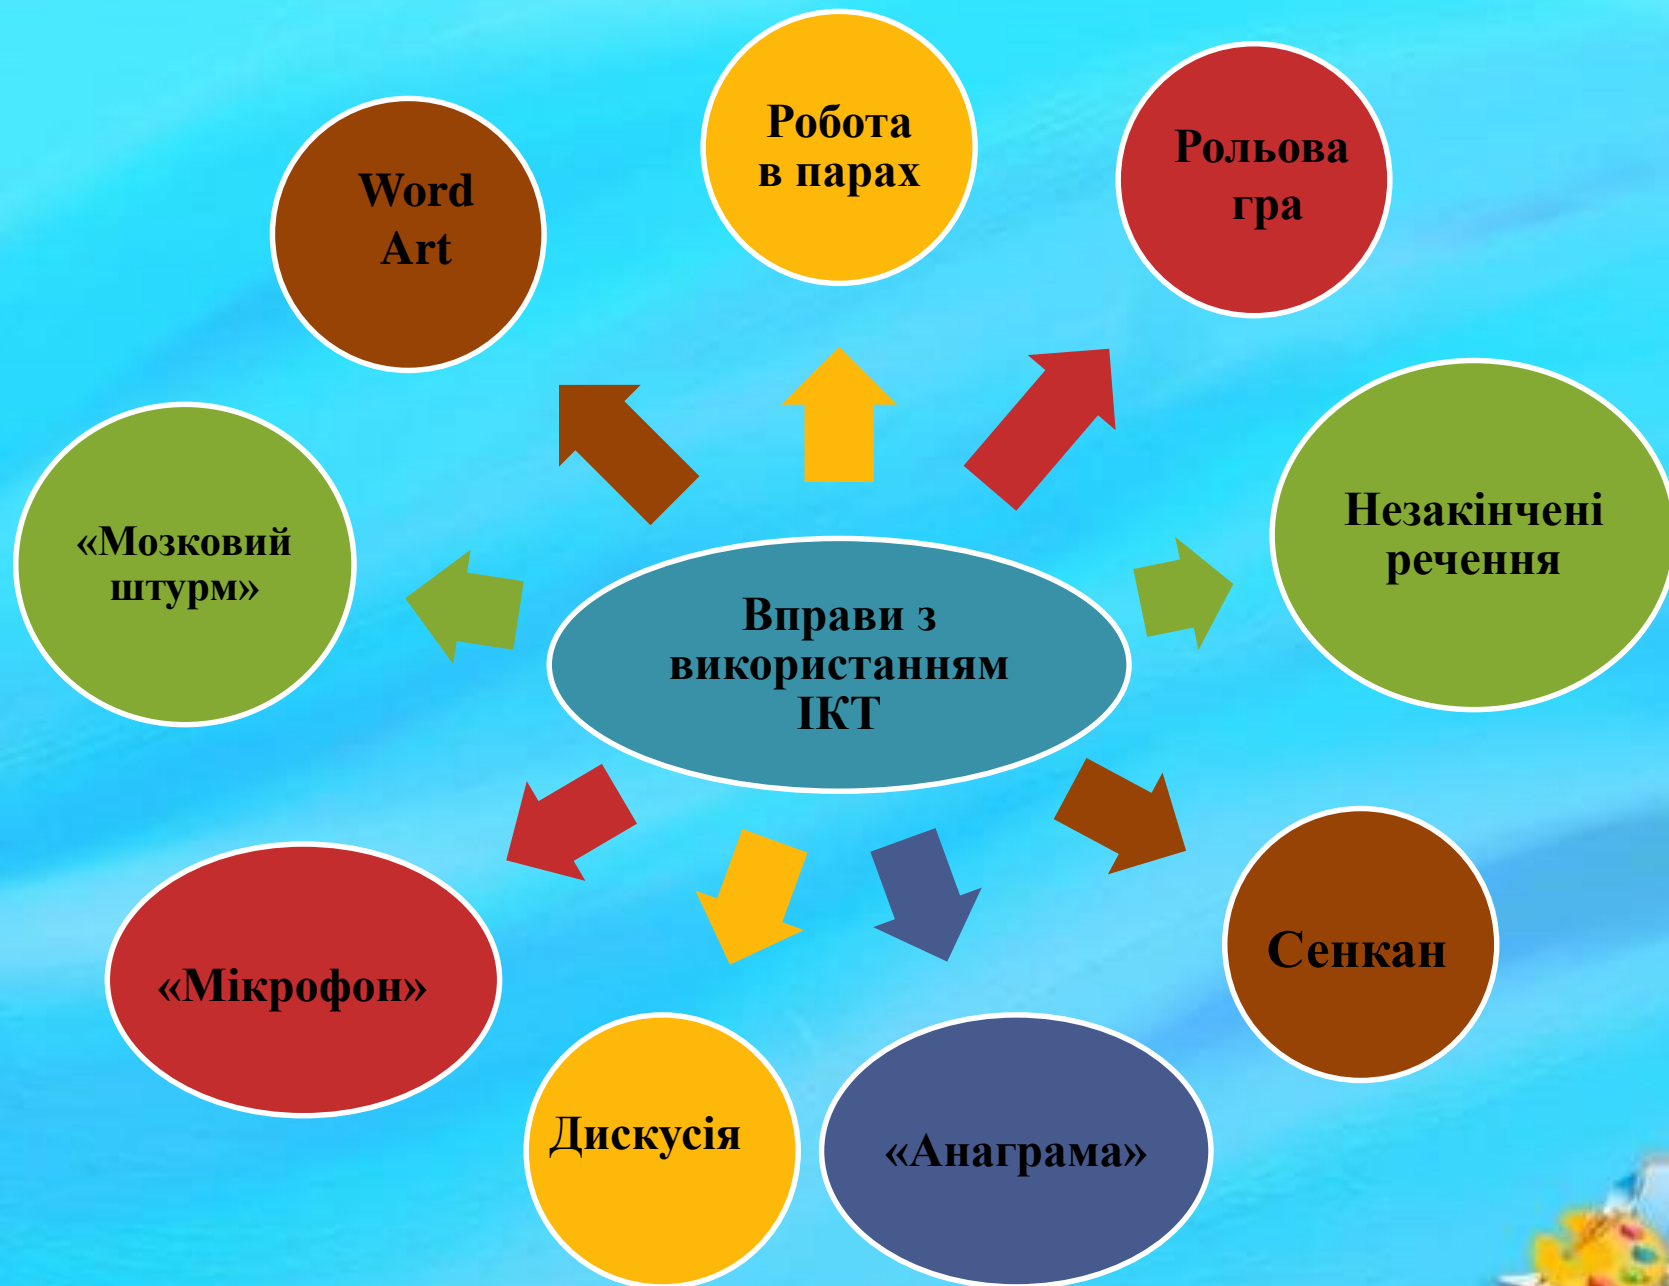 Робота
в парах
Рольова
гра
Word
Art
Незакінчені
речення
«Мозковий
штурм»
Вправи з
використанням
ІКТ
Сенкан
«Мікрофон»
Дискусія
«Анаграма»